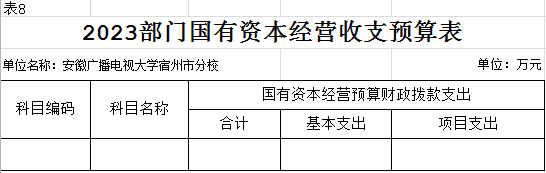 表8
2023部门国有资本经营收支预算表
单位名称：安徽广播电视大学宿州市分校 单位：万元
科目编码 科目名称 国有资本经营预算财政拨款支出
合计 基本支出 项目支出